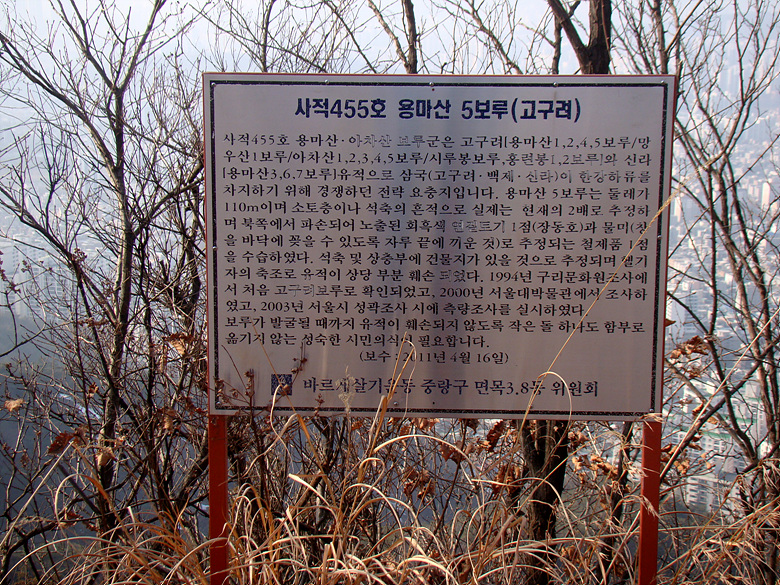 사적455호 용마산 5보루(고구려)
사적455호 용마산·아차산 보루군은 고구려[용마산1,2,4,5보루/망
우산1보루/아차산1,2,3,4,5보루/시루봉보루,홍련봉1,2보루]와 신라
[용마산3,6,7보루]유적으로 삼국(고구려·백제·신라)이 한강하류를
차지하기 위해 경쟁하던 전략 요충지입니다. 용마산 5보루는 둘레가
110m이며 소토층이나 석축의 흔적으로 실제는 현재의 2배로 추정하
며 북쪽에서 파손되어 노출된 회흑색 1점(장동호)과 물미(창
을 바닥에 꽂을 수 있도록 자루 끝에 끼운 것)로 추정되는 철제품 1점
을 수습하였다. 석축 및 상층부에 건물지가 있을 것으로 추정되며
자의 축조로 유적이 상당 부분 훼손 되었다. 1994년 구리문화원조사에
서 처음 고구려보루로 확인되었고, 2000년 서울대박물관에서 조사하
였고, 2003년 서울시 성곽조사 시에 측량조사를 실시하였다.
보루가 발굴될 때까지 유적이 훼손되지 않도록 작은 돌 하나도 함부로
옮기지 않는 성숙한 시민의식이 필요합니다.
(보수 : 2011년 4월 16일)
바르게살기운동 중랑구 면목3.8동 위원회